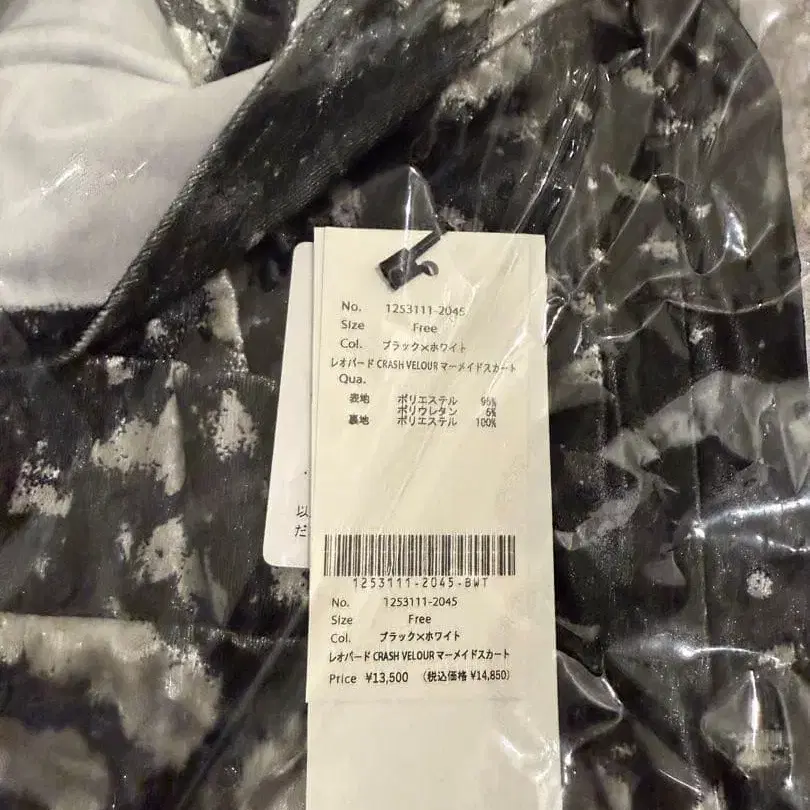 No. 1253111-2045
Size Free
Col. ブラック×ホワイト
レオパード CRASH VELOUR マーメイドスカート
Qua.
表地 ポリエステル 95%
ポリウレタン 5%
裏地 ポリエステル 100%
以
だ
1253111-2045-BWT
No. 1253111-2045
Size Free
Col. ブラック×ホワイト
レオパード CRASH VELOUR マーメイドスカート
Price ¥13,500 (税込価格 ¥14,850)